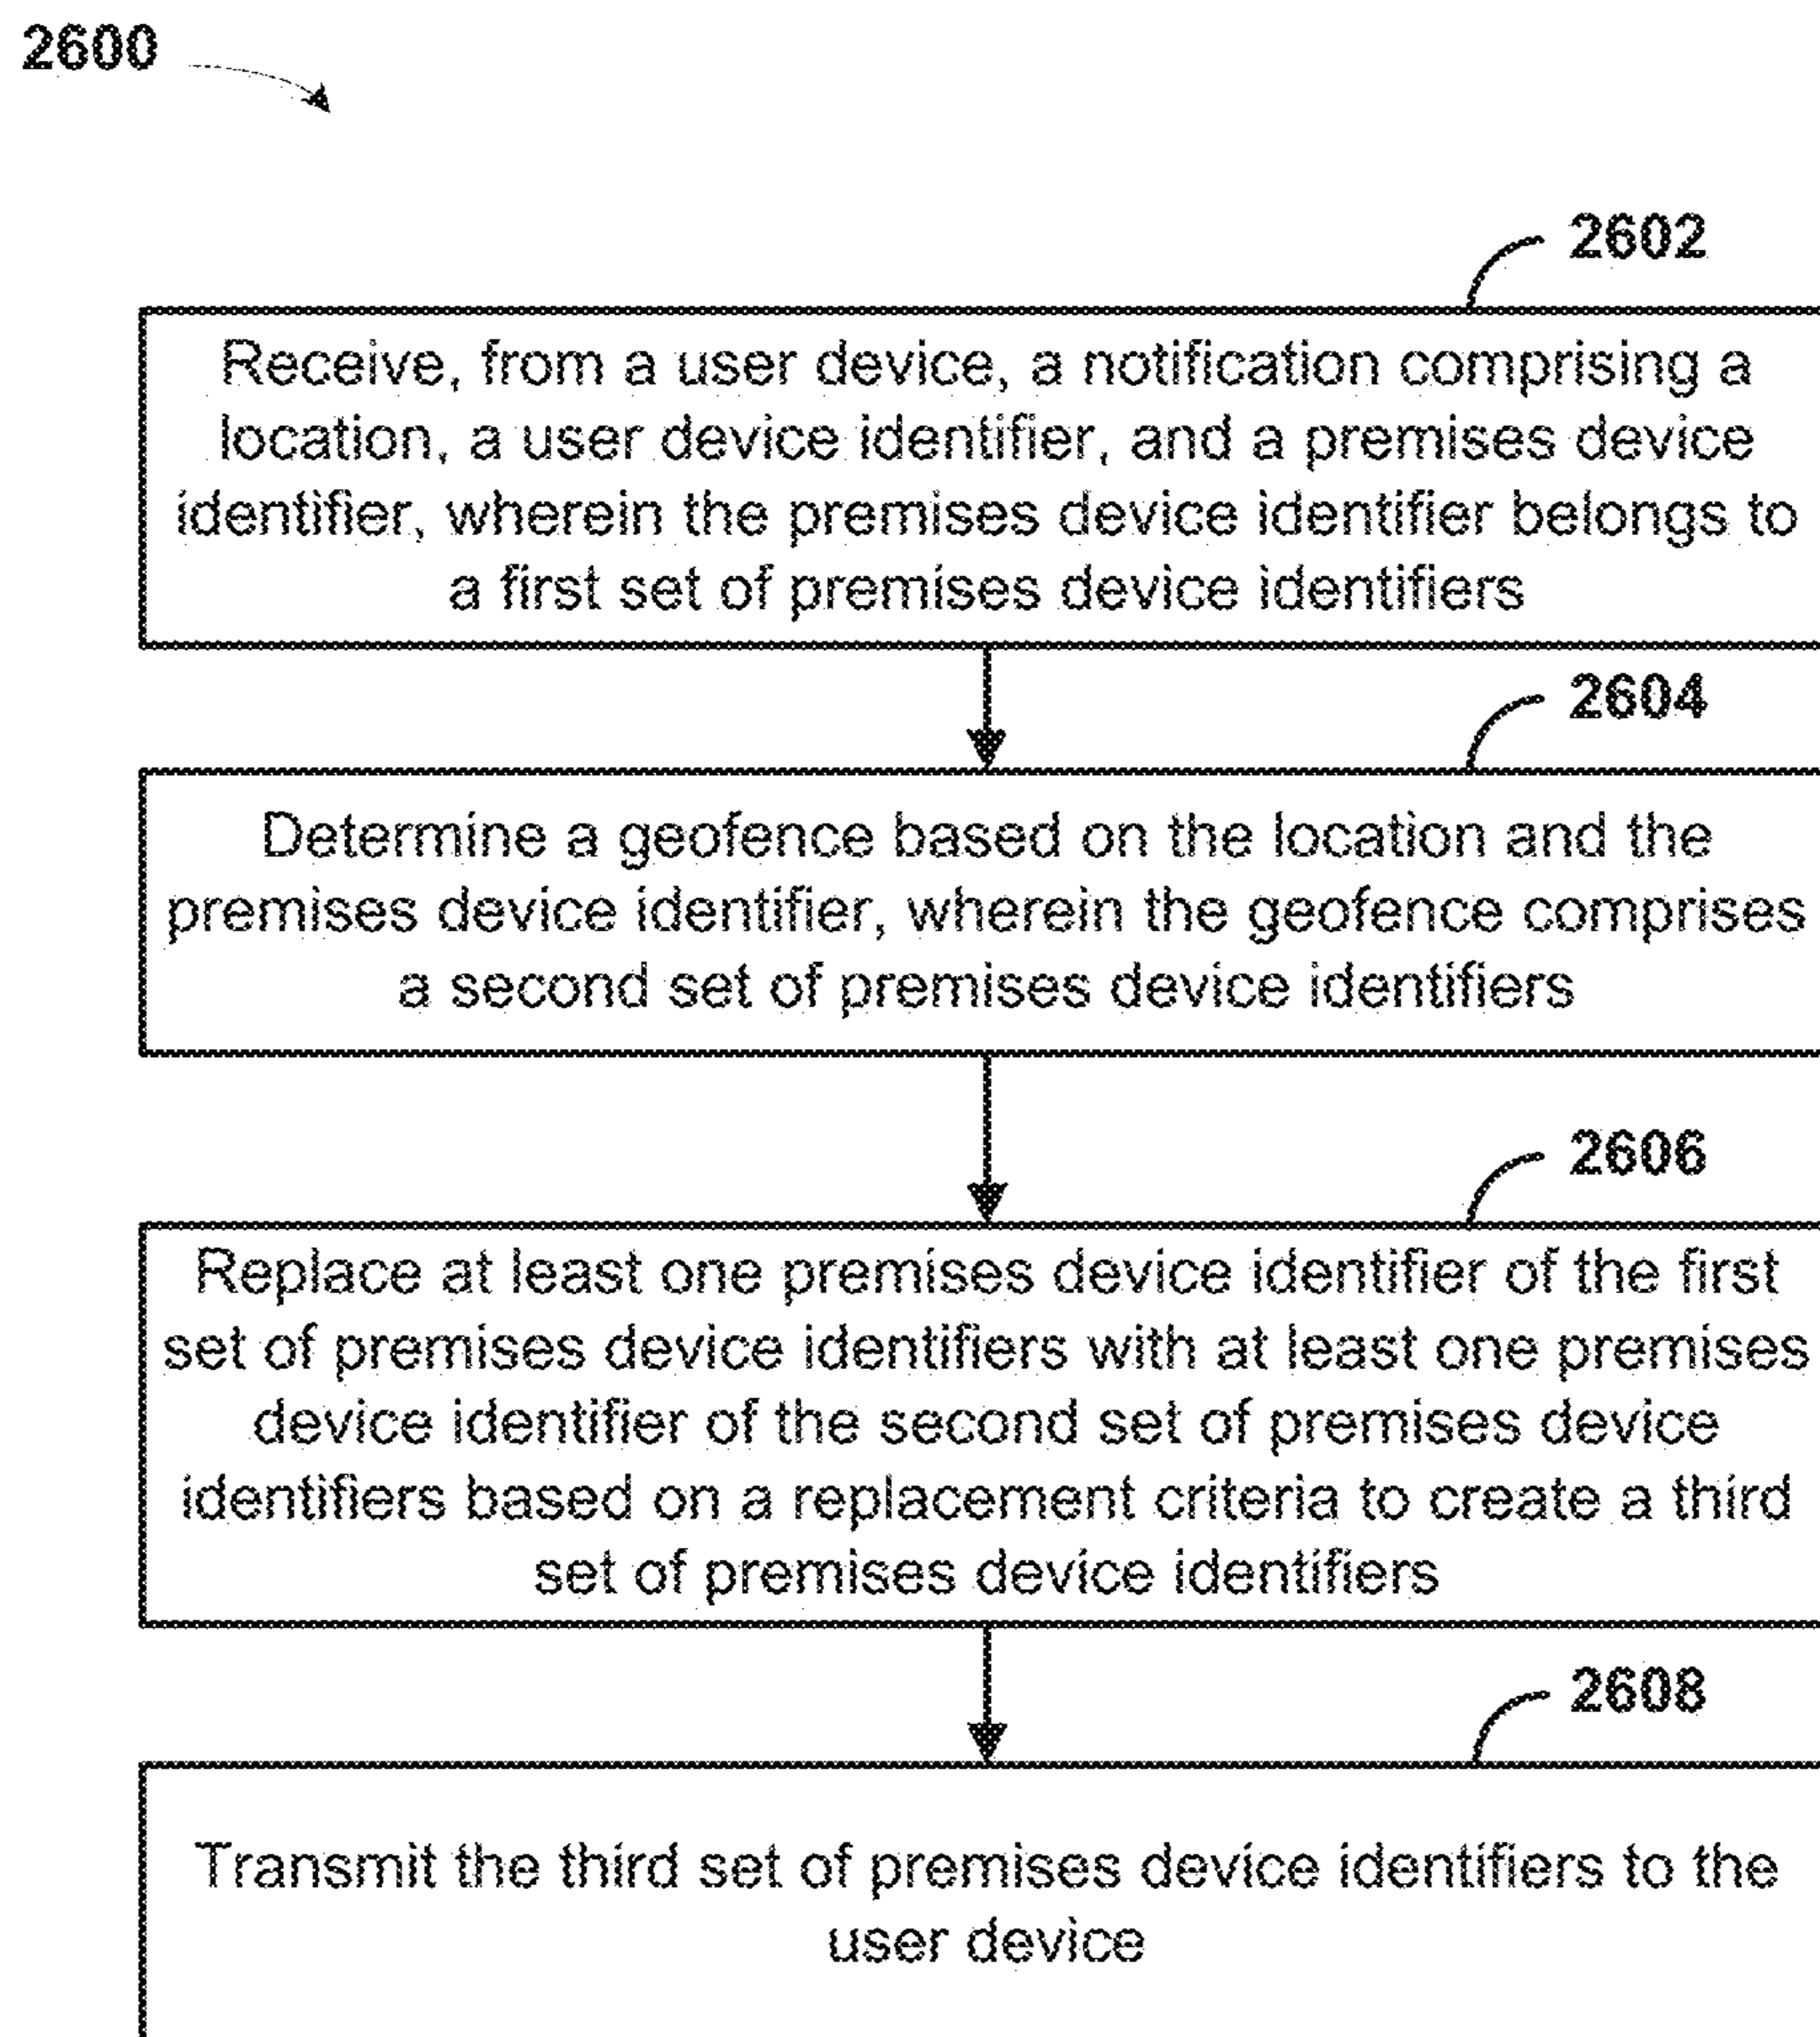 2600
2602
Receive, from a user device, a notification comprising a
location, a user device identifier, and a premises device
identifier, wherein the premises device identifier belongs to
a first set of premises device identifiers
2604
Determine a geofence based on the location and the
premises device identifier, wherein the geofence comprises
a second set of premises device identifiers
2606
Replace at least one premises device identifier of the first
set of premises device identifiers with at least one premises
device identifier of the second set of premises device
identifiers based on a replacement criteria to create a third
set of premises device identifiers
2608
Transmit the third set of premises device identifiers to the
user device